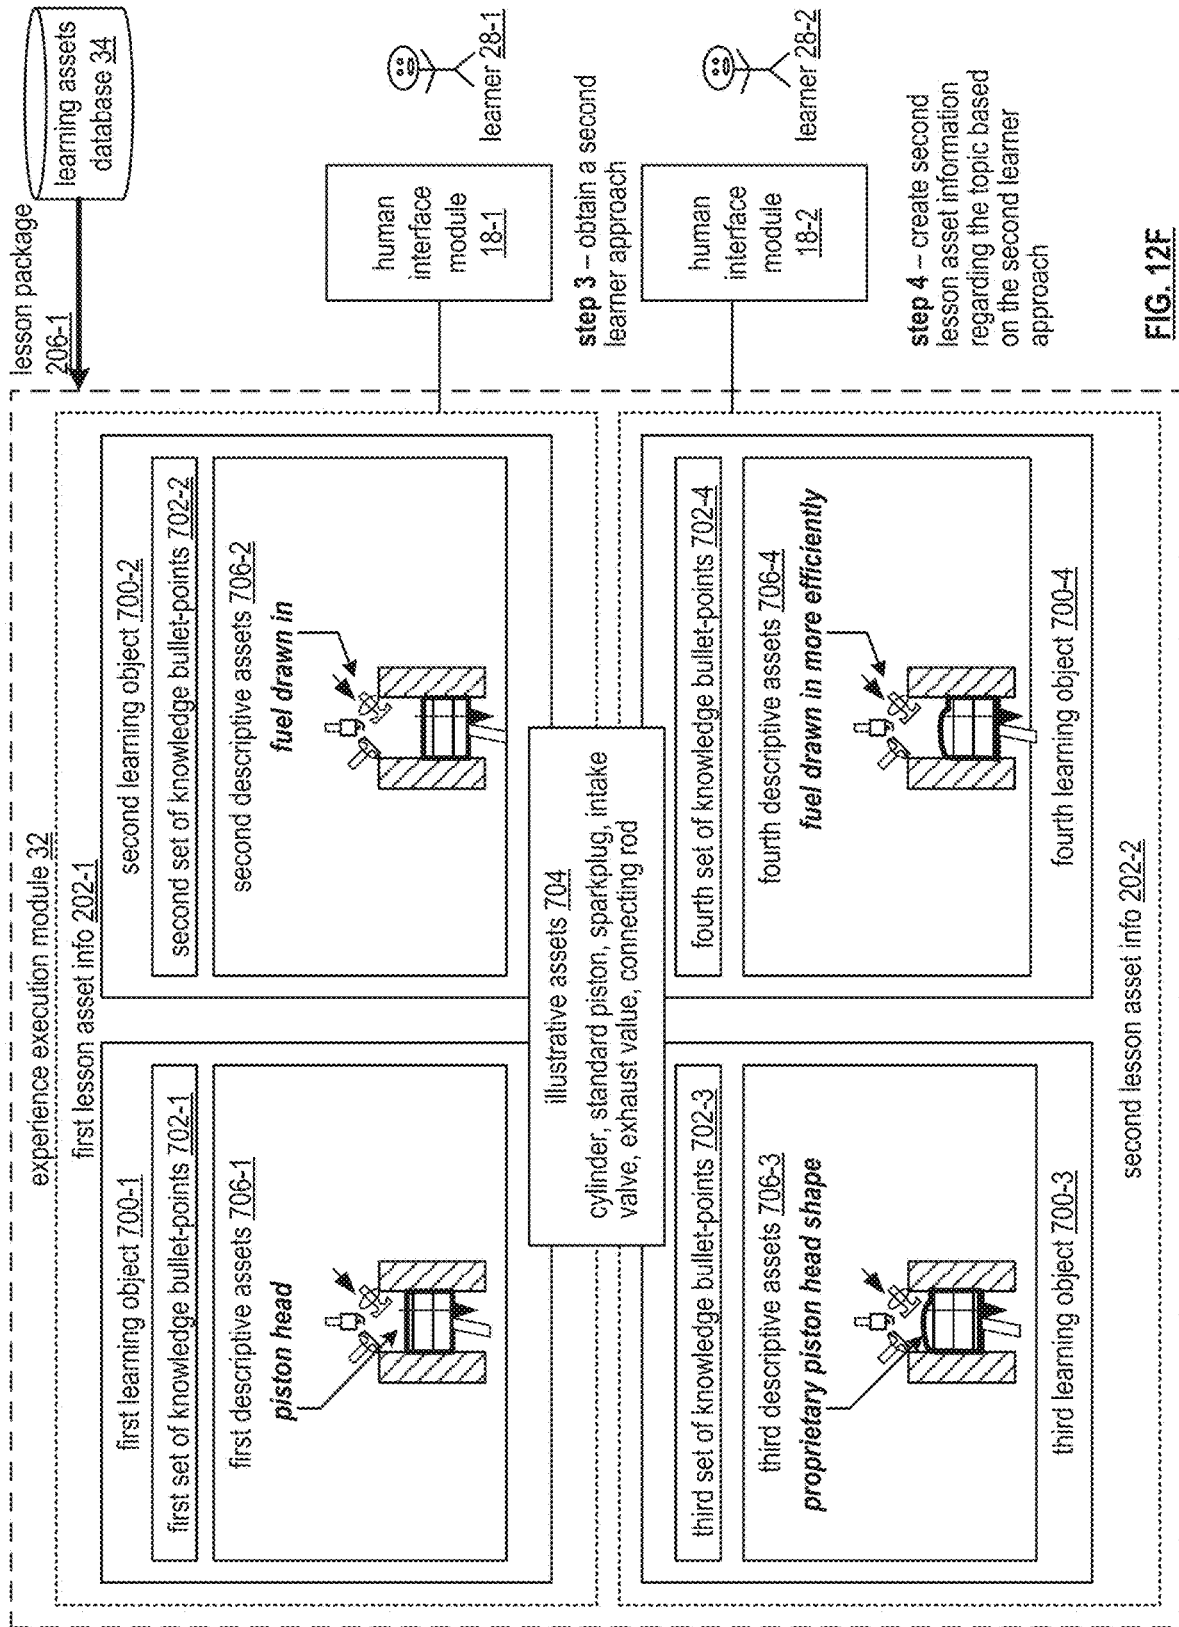 lesson package
206-1
learning assets
database 34
experience execution module 32
first lesson asset info 202-1
first learning object 700-1
first set of knowledge bullet-points 702-1
first descriptive assets 706-1
piston head
second learning object 700-2
second set of knowledge bullet-points 702-2
second descriptive assets 706-2
fuel drawn in
human
interface
module
18-1
learner 28-1
illustrative assets 704
cylinder, standard piston, sparkplug, intake
valve, exhaust value, connecting rod
step 3 – obtain a second
learner approach
third set of knowledge bullet-points 702-3
third descriptive assets 706-3
proprietary piston head shape
third learning object 700-3
fourth set of knowledge bullet-points 702-4
fourth descriptive assets 706-4
fuel drawn in more efficiently
fourth learning object 700-4
second lesson asset info 202-2
human
interface
module
18-2
learner 28-2
step 4 – create second
lesson asset information
regarding the topic based
on the second learner
approach
FIG. 12F